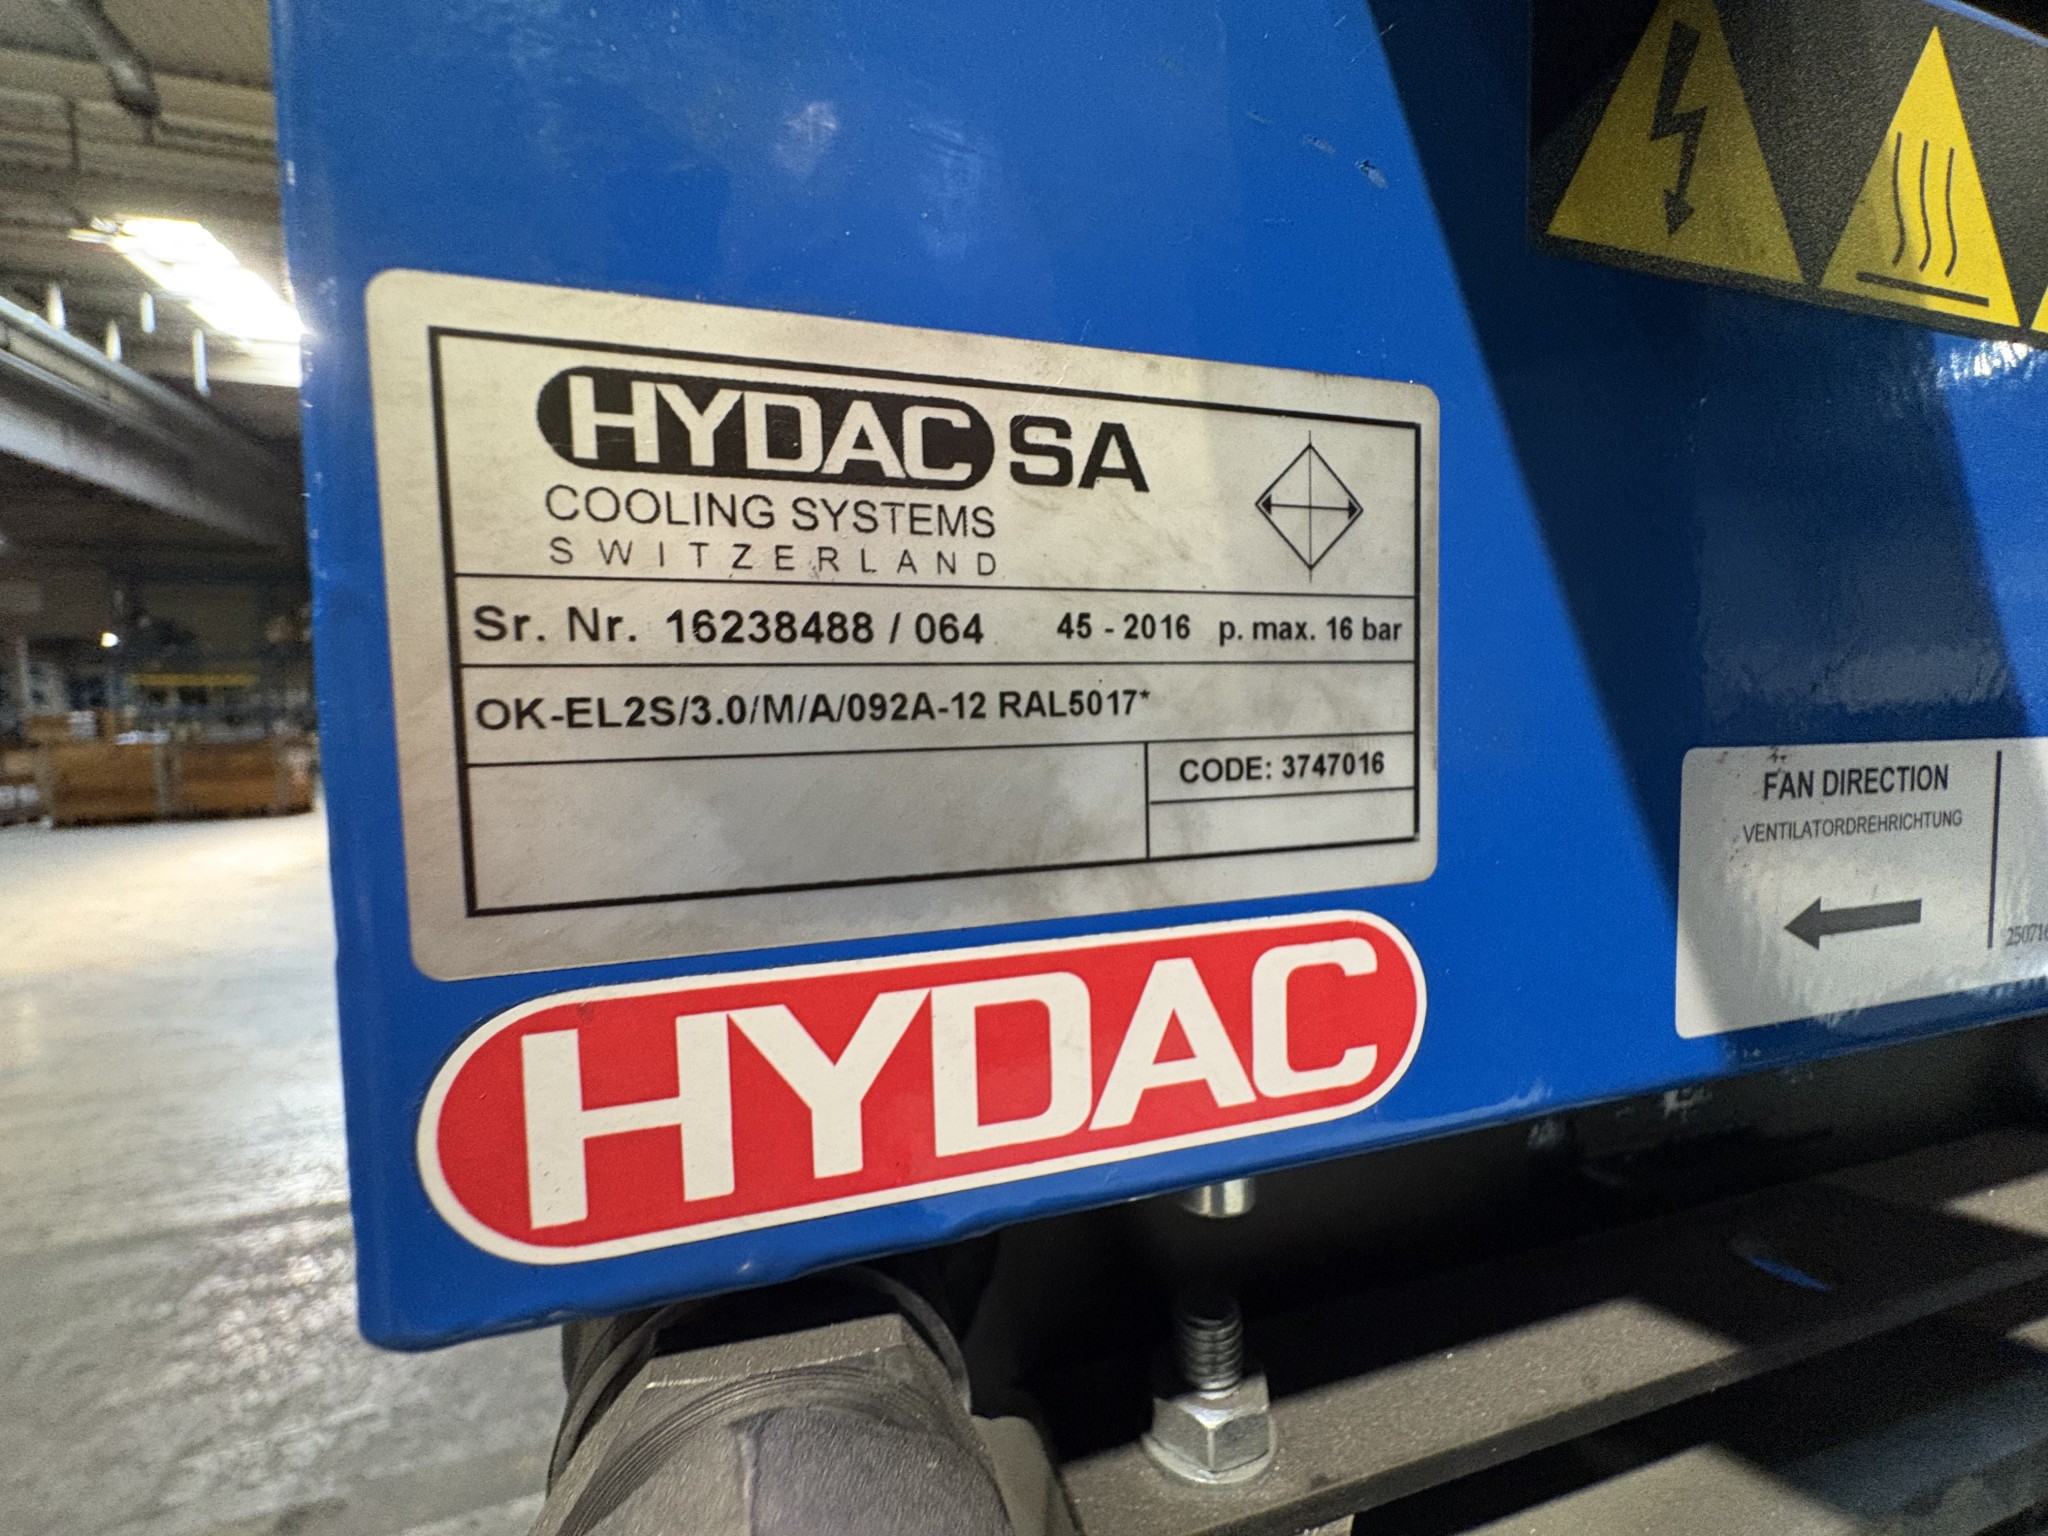 HYDAC SA
COOLING SYSTEMS
SWITZERLAND
Sr. Nr. 16238488 / 064 45 - 2016 p. max. 16 bar
OK-EL2S/3.0/M/A/092A-12 RAL5017*
CODE: 3747016
HYDAC
FAN DIRECTION
VENTILATORDREHRICHTUNG